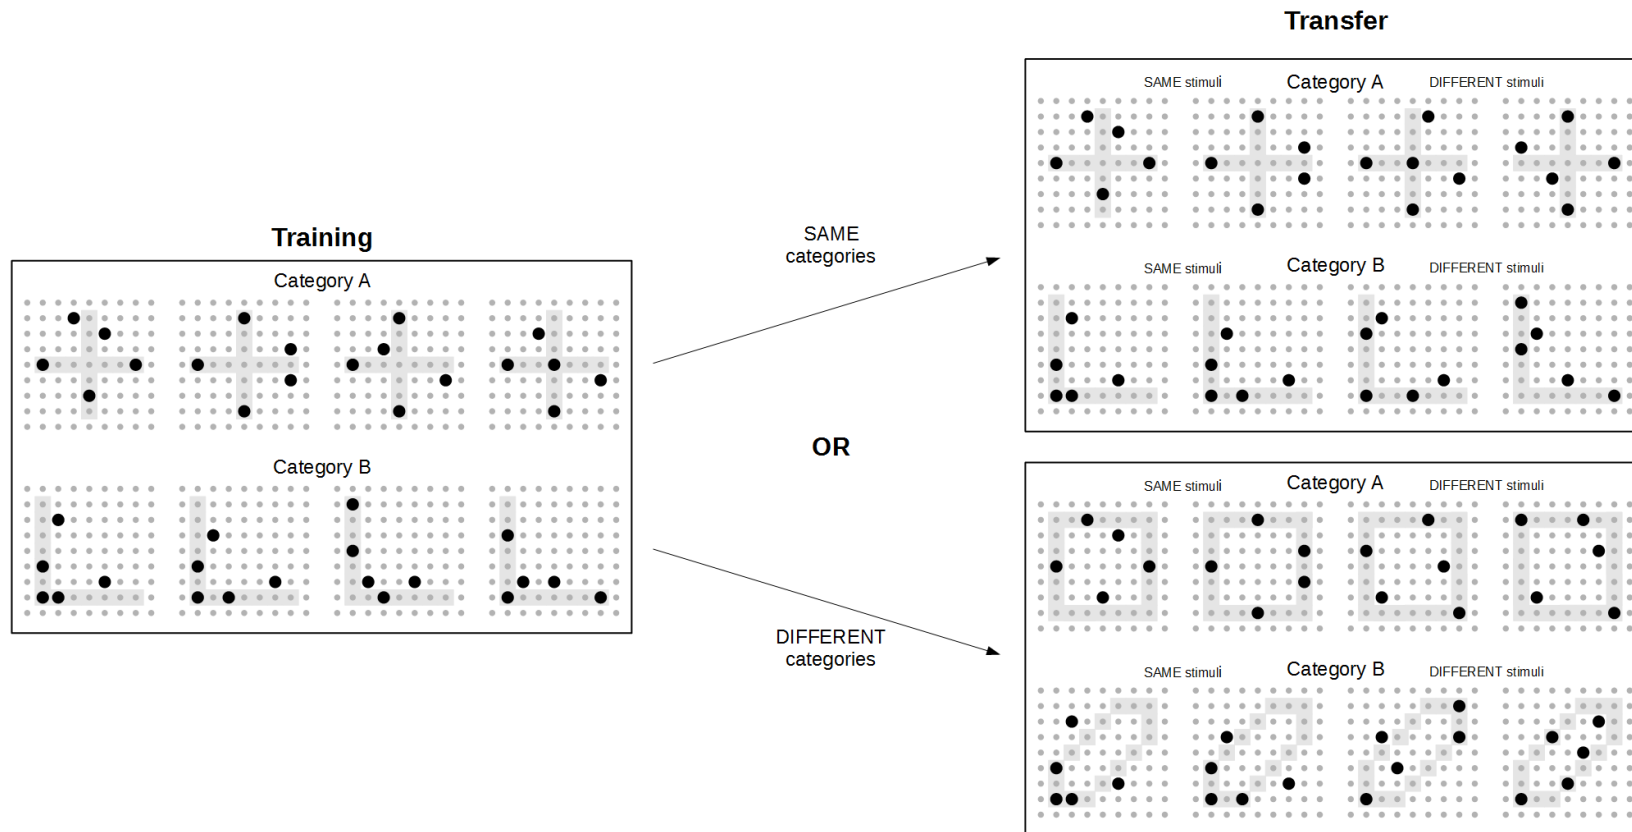 Training
Category A
Category B
SAME
categories
OR
DIFFERENT
categories
Transfer
SAME stimuli Category A DIFFERENT stimuli
SAME stimuli Category B DIFFERENT stimuli
SAME stimuli Category A DIFFERENT stimuli
SAME stimuli Category B DIFFERENT stimuli